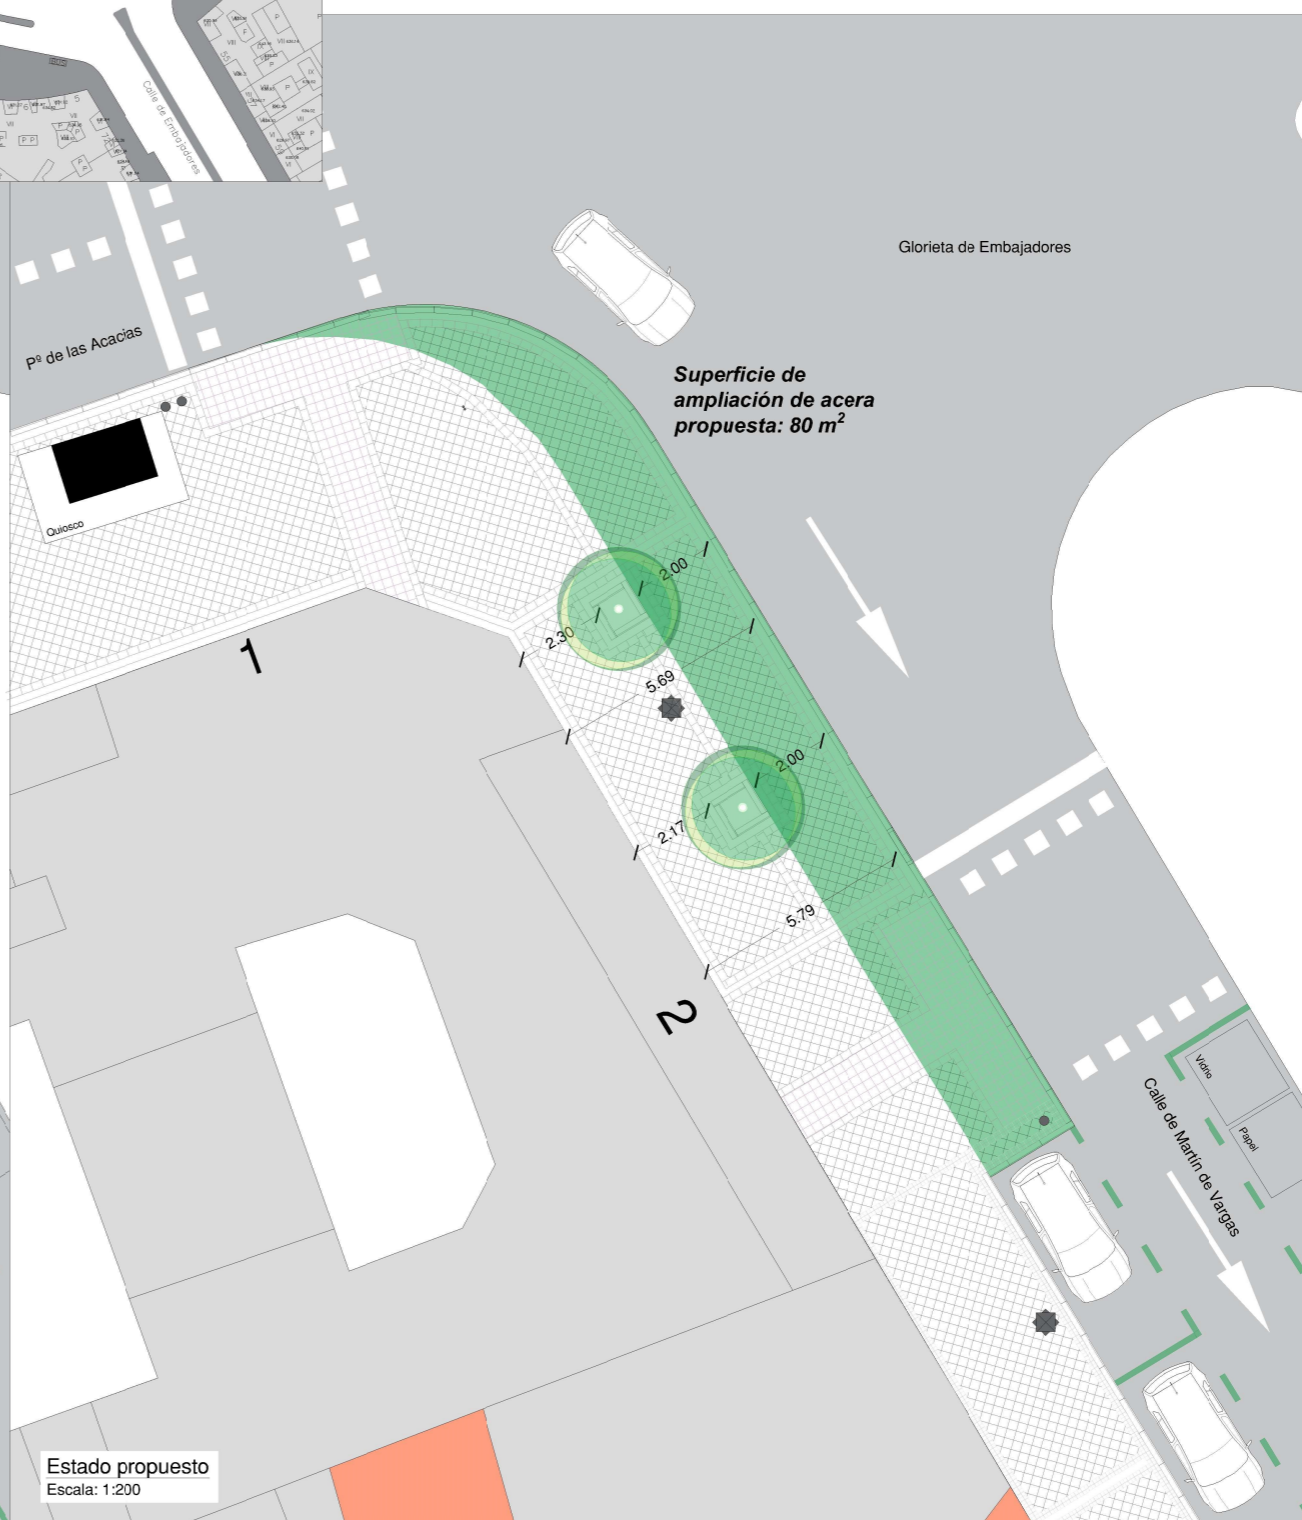 Calle de Embajadores
Glorieta de Embajadores
Pº de las Acacias
Superficie de
ampliación de acera
propuesta: 80 m²
Quiosco
1
2.00
2.30
5.69
2.00
2.17
5.79
2
Vidrio
Papel
Calle de Martín de Vargas
Estado propuesto
Escala: 1:200